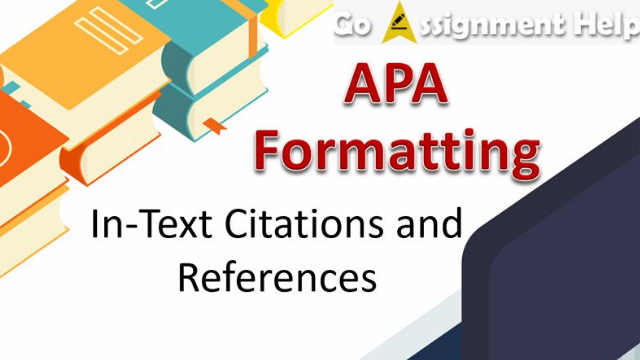 Go Assignment Help
APA
Formatting
In-Text Citations and
References